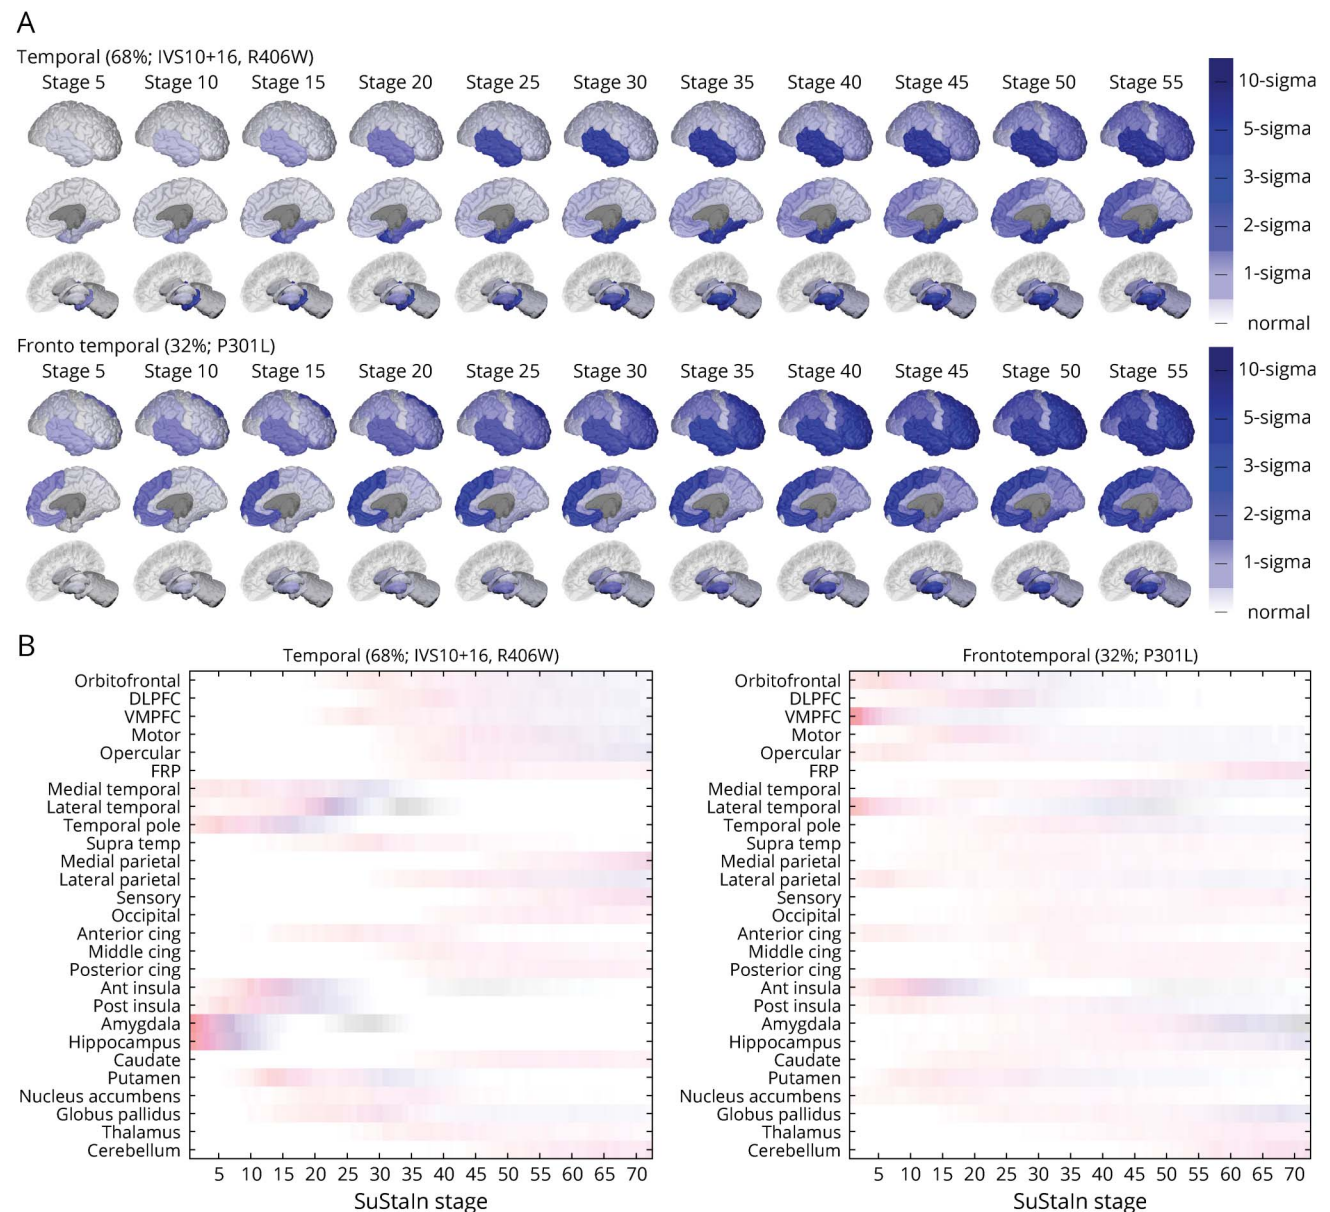 A
Temporal (68%; IVS10+16, R406W)
Stage 5 Stage 10 Stage 15 Stage 20 Stage 25 Stage 30 Stage 35 Stage 40 Stage 45 Stage 50 Stage 55
10-sigma
5-sigma
3-sigma
2-sigma
1-sigma
normal
Fronto temporal (32%; P301L)
Stage 5 Stage 10 Stage 15 Stage 20 Stage 25 Stage 30 Stage 35 Stage 40 Stage 45 Stage 50 Stage 55
10-sigma
5-sigma
3-sigma
2-sigma
1-sigma
normal
B
Temporal (68%; IVS10+16, R406W)
Orbitofrontal
DLPFC
VMPFC
Motor
Opercular
FRP
Medial temporal
Lateral temporal
Temporal pole
Supra temp
Medial parietal
Lateral parietal
Sensory
Occipital
Anterior cing
Middle cing
Posterior cing
Ant insula
Post insula
Amygdala
Hippocampus
Caudate
Putamen
Nucleus accumbens
Globus pallidus
Thalamus
Cerebellum
5 10 15 20 25 30 35 40 45 50 55 60 65 70
SuStaIn stage
Frontotemporal (32%; P301L)
Orbitofrontal
DLPFC
VMPFC
Motor
Opercular
FRP
Medial temporal
Lateral temporal
Temporal pole
Supra temp
Medial parietal
Lateral parietal
Sensory
Occipital
Anterior cing
Middle cing
Posterior cing
Ant insula
Post insula
Amygdala
Hippocampus
Caudate
Putamen
Nucleus accumbens
Globus pallidus
Thalamus
Cerebellum
5 10 15 20 25 30 35 40 45 50 55 60 65 70
SuStaIn stage